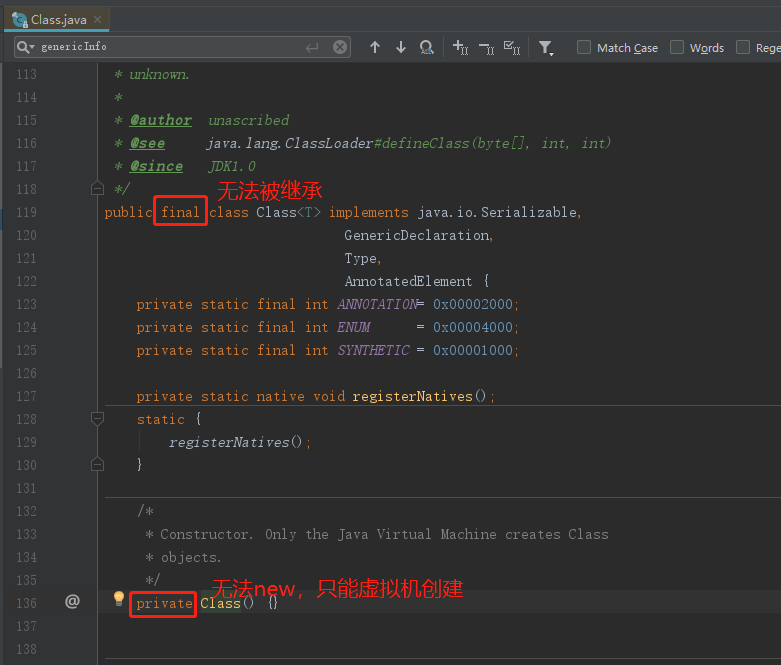 Class.java ×
genericInfo
Match Case Words Rege
113 * unknown.
114 *
115 * @author unascribed
116 * @see java.lang.ClassLoader#defineClass(byte[], int, int)
117 * @since JDK1.0
118 */ 无法被继承
119 public final class Class<T> implements java.io.Serializable,
120 GenericDeclaration,
121 Type,
122 AnnotatedElement {
123 private static final int ANNOTATION= 0x00002000;
124 private static final int ENUM = 0x00004000;
125 private static final int SYNTHETIC = 0x00001000;
126
127 private static native void registerNatives();
128 static {
129 registerNatives();
130 }
131
132 /*
133 * Constructor. Only the Java Virtual Machine creates Class
134 * objects.
135 */ 无法new，只能虚拟机创建
136 @ private Class() {}
137
138